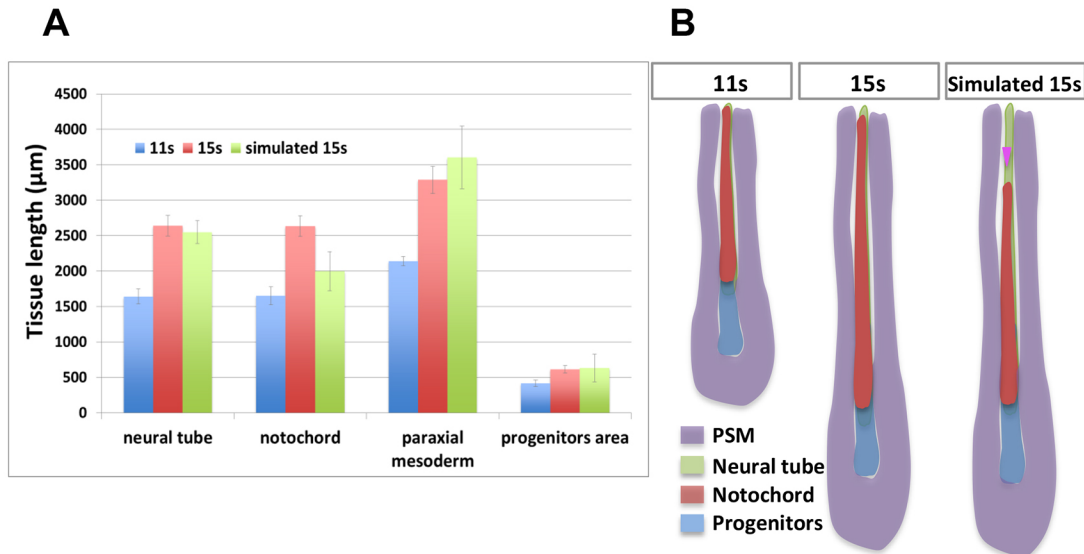 A
B
4500
4000
3500
3000
2500
2000
1500
1000
500
0
Tissue length (μm)
11s 15s simulated 15s
neural tube
notochord
paraxial
mesoderm
progenitors area
11s
15s
Simulated 15s
PSM
Neural tube
Notochord
Progenitors